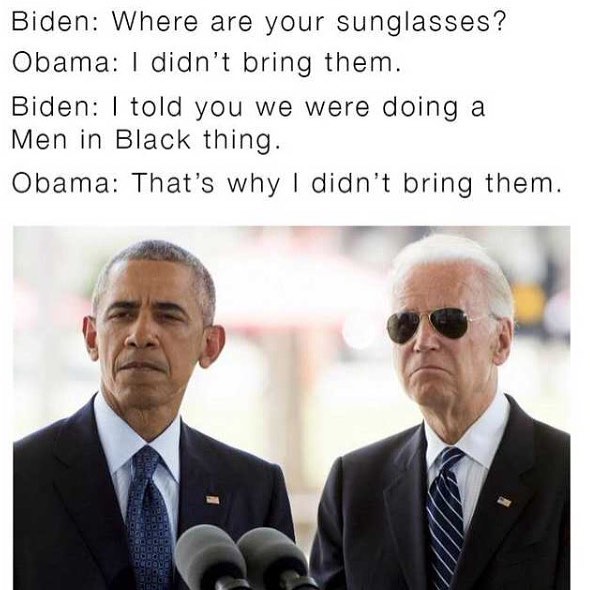 Biden: Where are your sunglasses?
Obama: I didn't bring them.
Biden: I told you we were doing a
Men in Black thing.
Obama: That's why I didn't bring them.